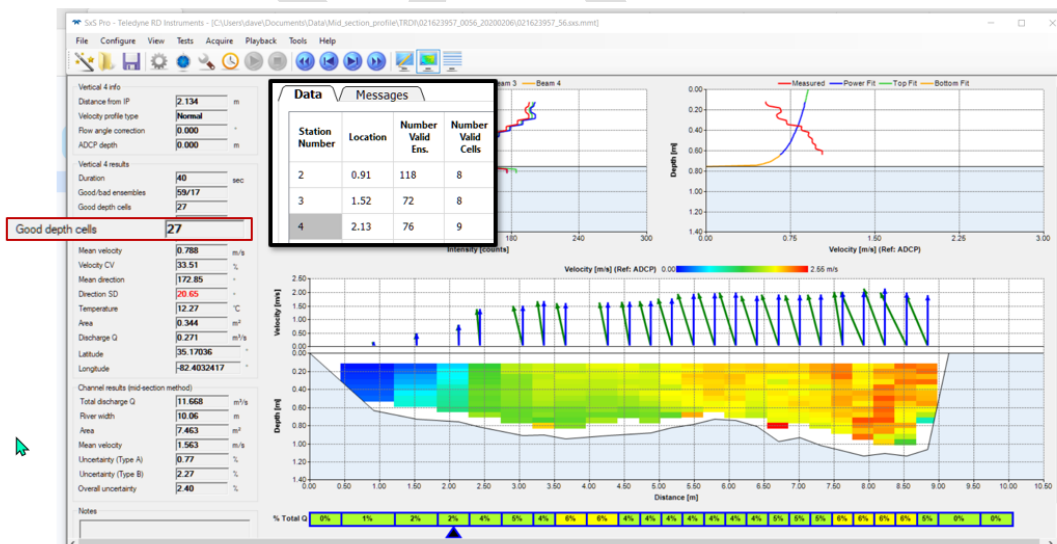 SxS Pro - Teledyne RD Instruments - [C:\Users\dave\Documents\Data\Mid_section_profile\TRDI\021623957_0056_20200206\021623957_56.sxs.mmt]
File Configure View Tests Acquire Playback Tools Help
Vertical 4 info
Distance from IP 2.134 m
Velocity profile type Normal
Flow angle correction 0.000 °
ADCP depth 0.000 m
Vertical 4 results
Duration 40 sec
Good/bad ensembles 59/17
Good depth cells 27
Good depth cells 27
Mean velocity 0.788 m/s
Velocity CV 33.51 %
Mean direction 172.85 °
Direction SD 20.65 °
Temperature 12.27 °C
Area 0.344 m²
Discharge Q 0.271 m³/s
Latitude 35.17036 °
Longitude -82.4032417 °
Channel results (mid-section method)
Total discharge Q 11.668 m³/s
River width 10.06 m
Area 7.463 m²
Mean velocity 1.563 m/s
Uncertainty (Type A) 0.77 %
Uncertainty (Type B) 2.27 %
Overall uncertainty 2.40 %
Notes
Data Messages
Station Number Location Number Valid Ens. Number Valid Cells
2 0.91 118 8
3 1.52 72 8
4 2.13 76 9
Beam 4
180 240 300
Intensity [counts]
Measured Power Fit Top Fit Bottom Fit
0.00
0.20
0.40
0.60
0.80
1.00
1.20
1.40
Depth [m]
0.00 0.75 1.50 2.25 3.00
Velocity [m/s] (Ref: ADCP)
Velocity [m/s] (Ref: ADCP) 0.00 2.55 m/s
2.50
2.00
1.50
1.00
0.50
0.00
Velocity [m/s]
0.00
0.20
0.40
0.60
0.80
1.00
1.20
1.40
Depth [m]
0.00 0.50 1.00 1.50 2.00 2.50 3.00 3.50 4.00 4.50 5.00 5.50 6.00 6.50 7.00 7.50 8.00 8.50 9.00 9.50 10.00 10.50
Distance [m]
% Total Q 0% 1% 2% 2% 4% 5% 4% 6% 6% 4% 4% 4% 4% 4% 4% 5% 5% 5% 6% 6% 6% 6% 5% 0% 0%